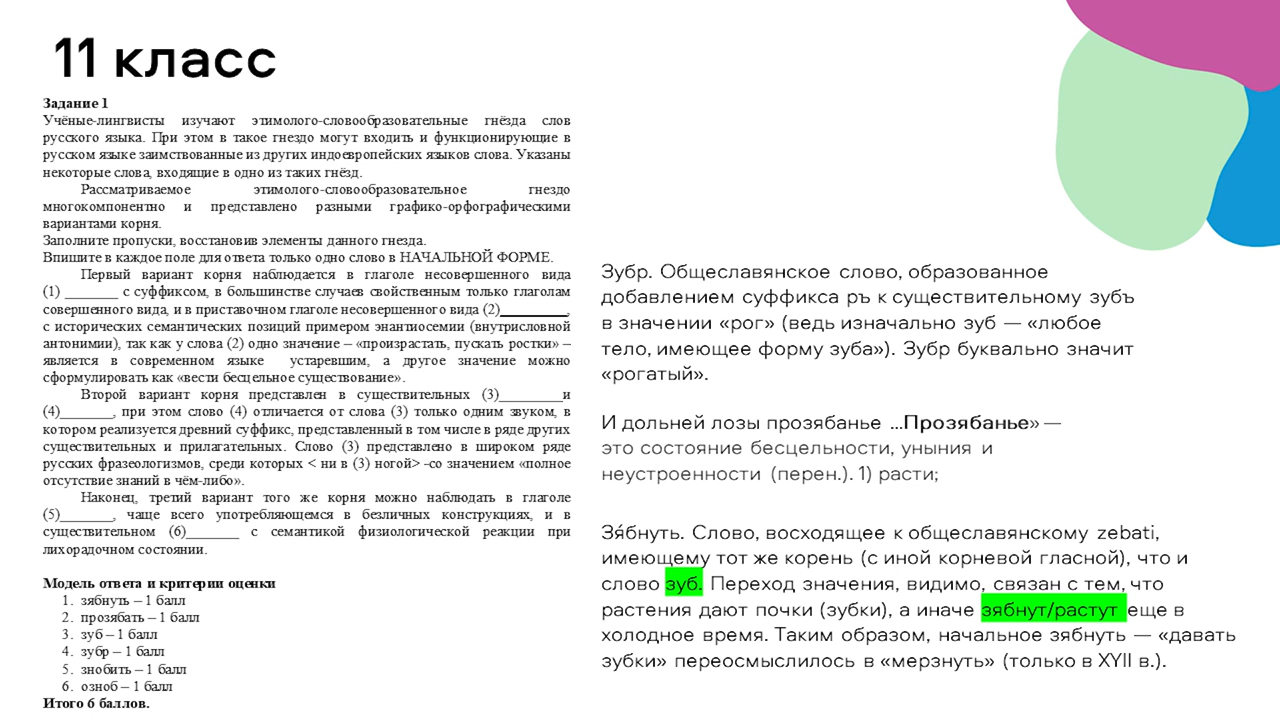 11 класс
Задание 1
Учёные-лингвисты изучают этимолого-словообразовательные гнёзда слов
русского языка. При этом в такое гнездо могут входить и функционирующие в
русском языке заимствованные из других индоевропейских языков слова. Указаны
некоторые слова, входящие в одно из таких гнёзд.
Рассматриваемое этимолого-словообразовательное гнездо
многокомпонентно и представлено разными графико-орфографическими
вариантами корня.
Заполните пропуски, восстановив элементы данного гнезда.
Впишите в каждое поле для ответа только одно слово в НАЧАЛЬНОЙ ФОРМЕ.
Первый вариант корня наблюдается в глаголе несовершенного вида
(1) _______ с суффиксом, в большинстве случаев свойственным только глаголам
совершенного вида, и в приставочном глаголе несовершенного вида (2)_________,
с исторических семантических позиций примером энантиосемии (внутрисловной
антонимии), так как у слова (2) одно значение – «произрастать, пускать ростки» –
является в современном языке устаревшим, а другое значение можно
сформулировать как «вести бесцельное существование».
Второй вариант корня представлен в существительных (3)_________и
(4)_______, при этом слово (4) отличается от слова (3) только одним звуком, в
котором реализуется древний суффикс, представленный в том числе в ряде других
существительных и прилагательных. Слово (3) представлено в широком ряде
русских фразеологизмов, среди которых < ни в (3) ногой> -со значением «полное
отсутствие знаний в чём-либо».
Наконец, третий вариант того же корня можно наблюдать в глаголе
(5)_______, чаще всего употребляющемся в безличных конструкциях, и в
существительном (6)_______ с семантикой физиологической реакции при
лихорадочном состоянии.
Модель ответа и критерии оценки
1. зябнуть – 1 балл
2. прозябать – 1 балл
3. зуб – 1 балл
4. зубр – 1 балл
5. знобить – 1 балл
6. озноб – 1 балл
Итого 6 баллов.
Зубр. Общеславянское слово, образованное
добавлением суффикса ръ к существительному зубъ
в значении «рог» (ведь изначально зуб — «любое
тело, имеющее форму зуба»). Зубр буквально значит
«рогатый».
И дольней лозы прозябанье ...Прозябанье» —
это состояние бесцельности, уныния и
неустроенности (перен.). 1) расти;
Зя́бнуть. Слово, восходящее к общеславянскому zebati,
имеющему тот же корень (с иной корневой гласной), что и
слово зуб. Переход значения, видимо, связан с тем, что
растения дают почки (зубки), а иначе зябнут/растут еще в
холодное время. Таким образом, начальное зябнуть — «давать
зубки» переосмыслилось в «мерзнуть» (только в XYII в.).